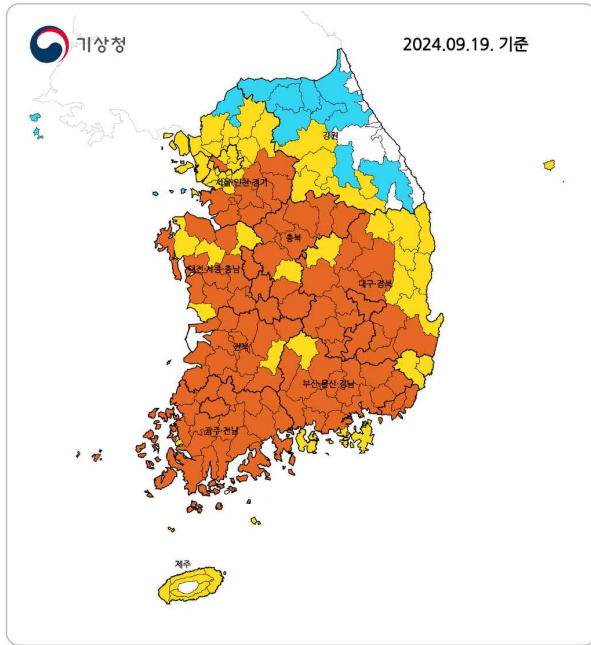 기상청
2024.09.19. 기준
강원
서울·인천·경기
충북
대전·세종·충남
대구·경북
전북
부산·울산·경남
광주·전남
제주